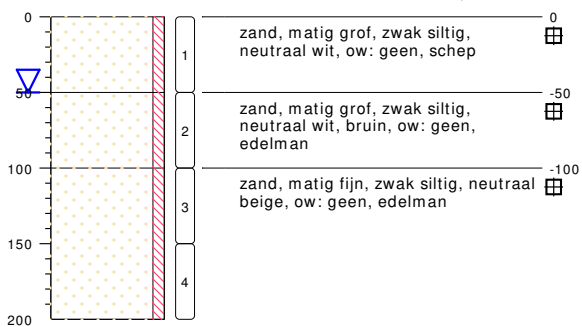 0
50
100
150
200
1
2
3
4
zand, matig grof, zwak siltig,
neutraal wit, ow: geen, schep
zand, matig grof, zwak siltig,
neutraal wit, bruin, ow: geen,
edelman
zand, matig fijn, zwak siltig, neutraal
beige, ow: geen, edelman
0
-50
-100